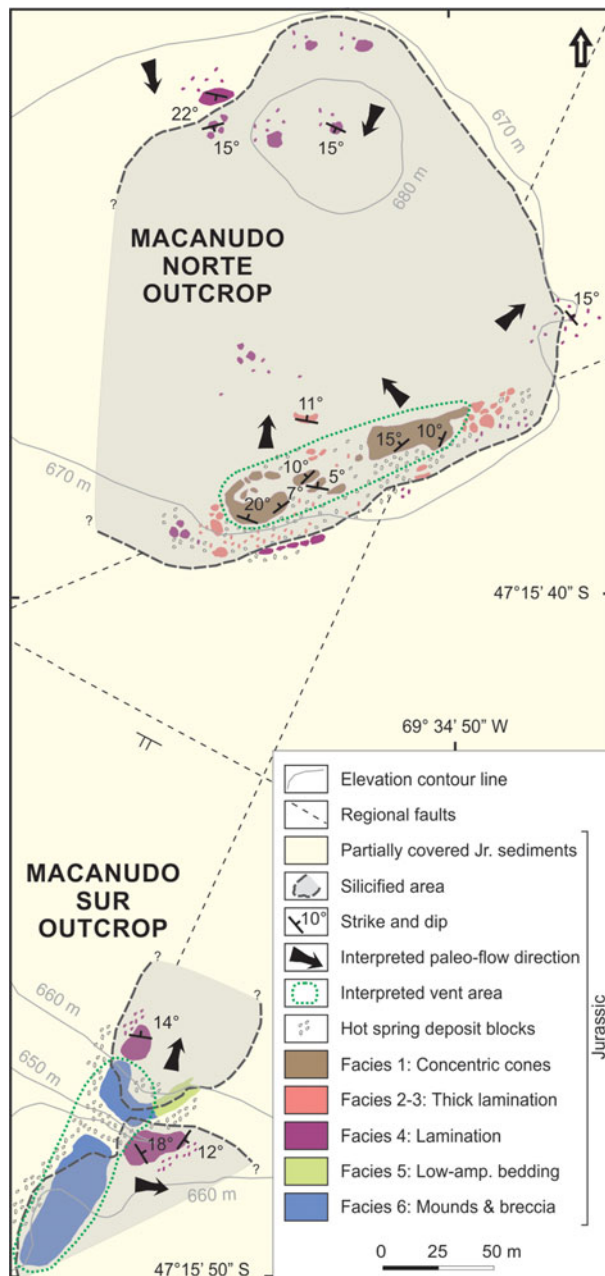 670 m
22°
15°
15°
680 m
?
MACANUDO
NORTE
OUTCROP
15°
11°
15°
10°
10°
5°
7°
20°
670 m
?
47°15' 40" S
69° 34' 50" W
MACANUDO
SUR
OUTCROP
?
?
660 m
14°
650 m
18°
12°
?
660 m
47°15' 50" S
Elevation contour line
Regional faults
Partially covered Jr. sediments
Silicified area
10°
Strike and dip
Interpreted paleo-flow direction
Interpreted vent area
Hot spring deposit blocks
Facies 1: Concentric cones
Facies 2-3: Thick lamination
Facies 4: Lamination
Facies 5: Low-amp. bedding
Facies 6: Mounds & breccia
Jurassic
0 25 50 m